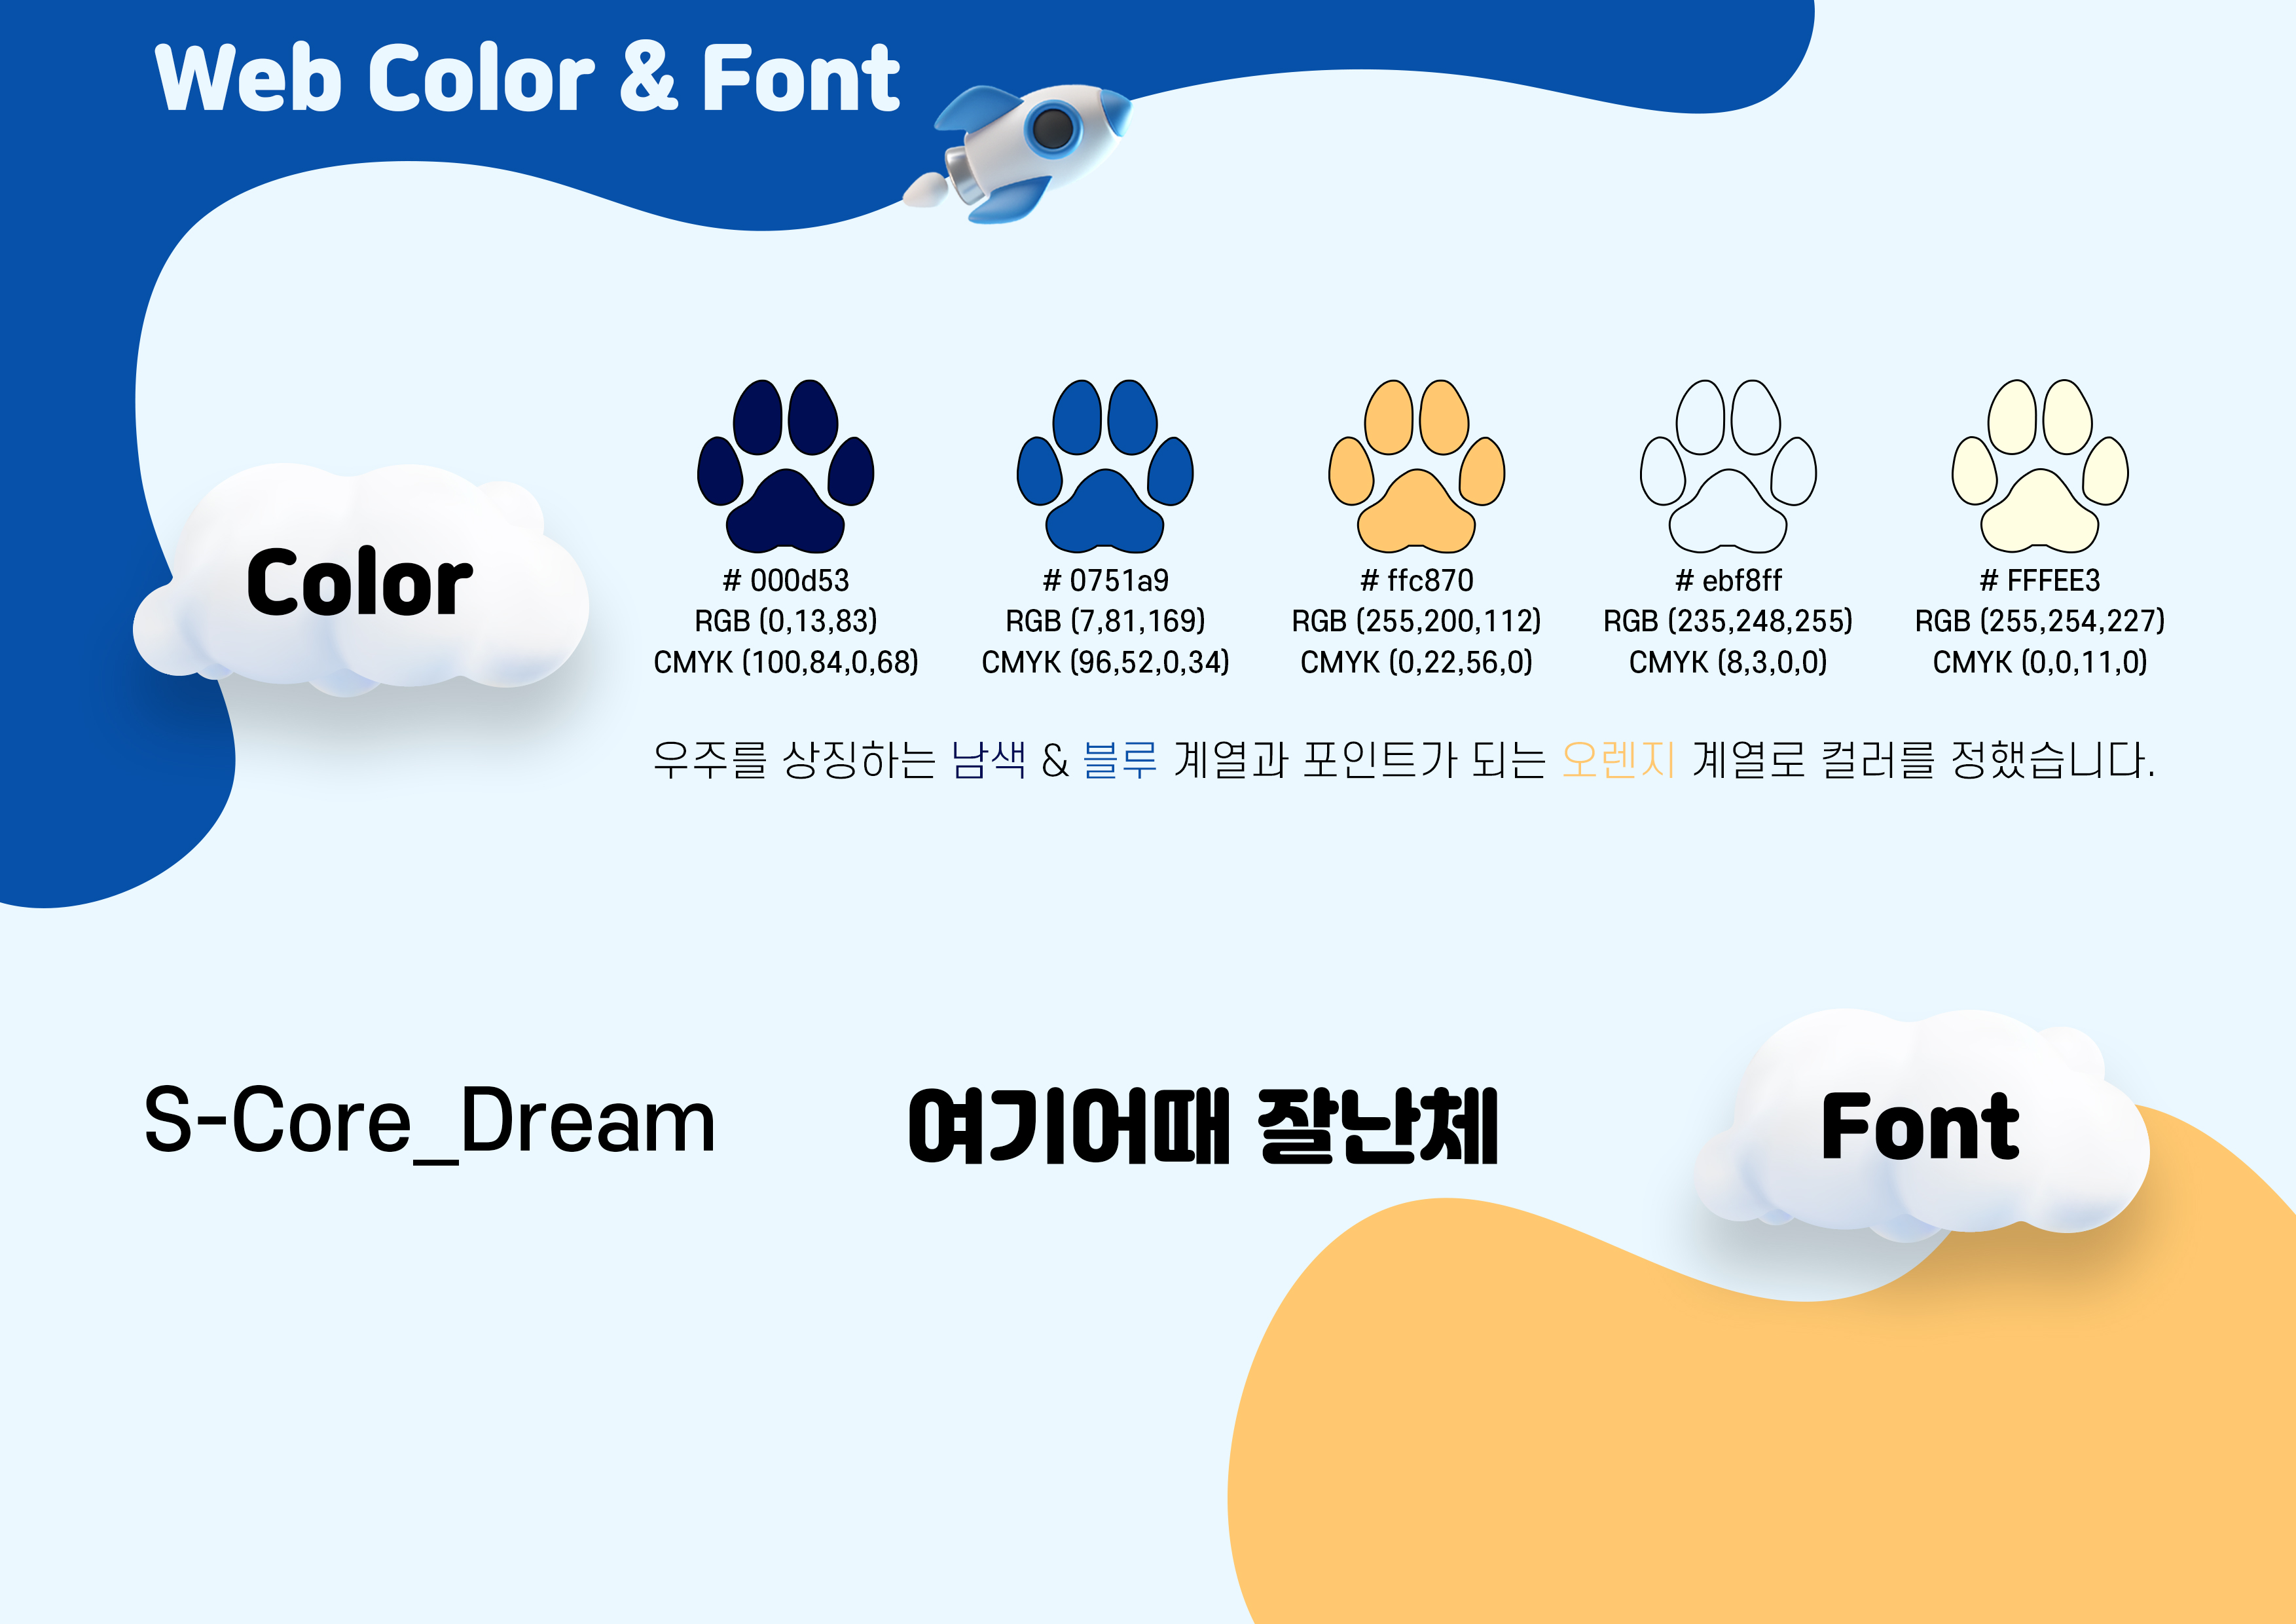 Web Color & Font
Color
# 000d53
RGB (0,13,83)
CMYK (100,84,0,68)
# 0751a9
RGB (7,81,169)
CMYK (96,52,0,34)
# ffc870
RGB (255,200,112)
CMYK (0,22,56,0)
# ebf8ff
RGB (235,248,255)
CMYK (8,3,0,0)
# FFFEE3
RGB (255,254,227)
CMYK (0,0,11,0)
우주를 상징하는 남색 & 블루 계열과 포인트가 되는 오렌지 계열로 컬러를 정했습니다.
S-Core_Dream
여기어때 잘난체
Font